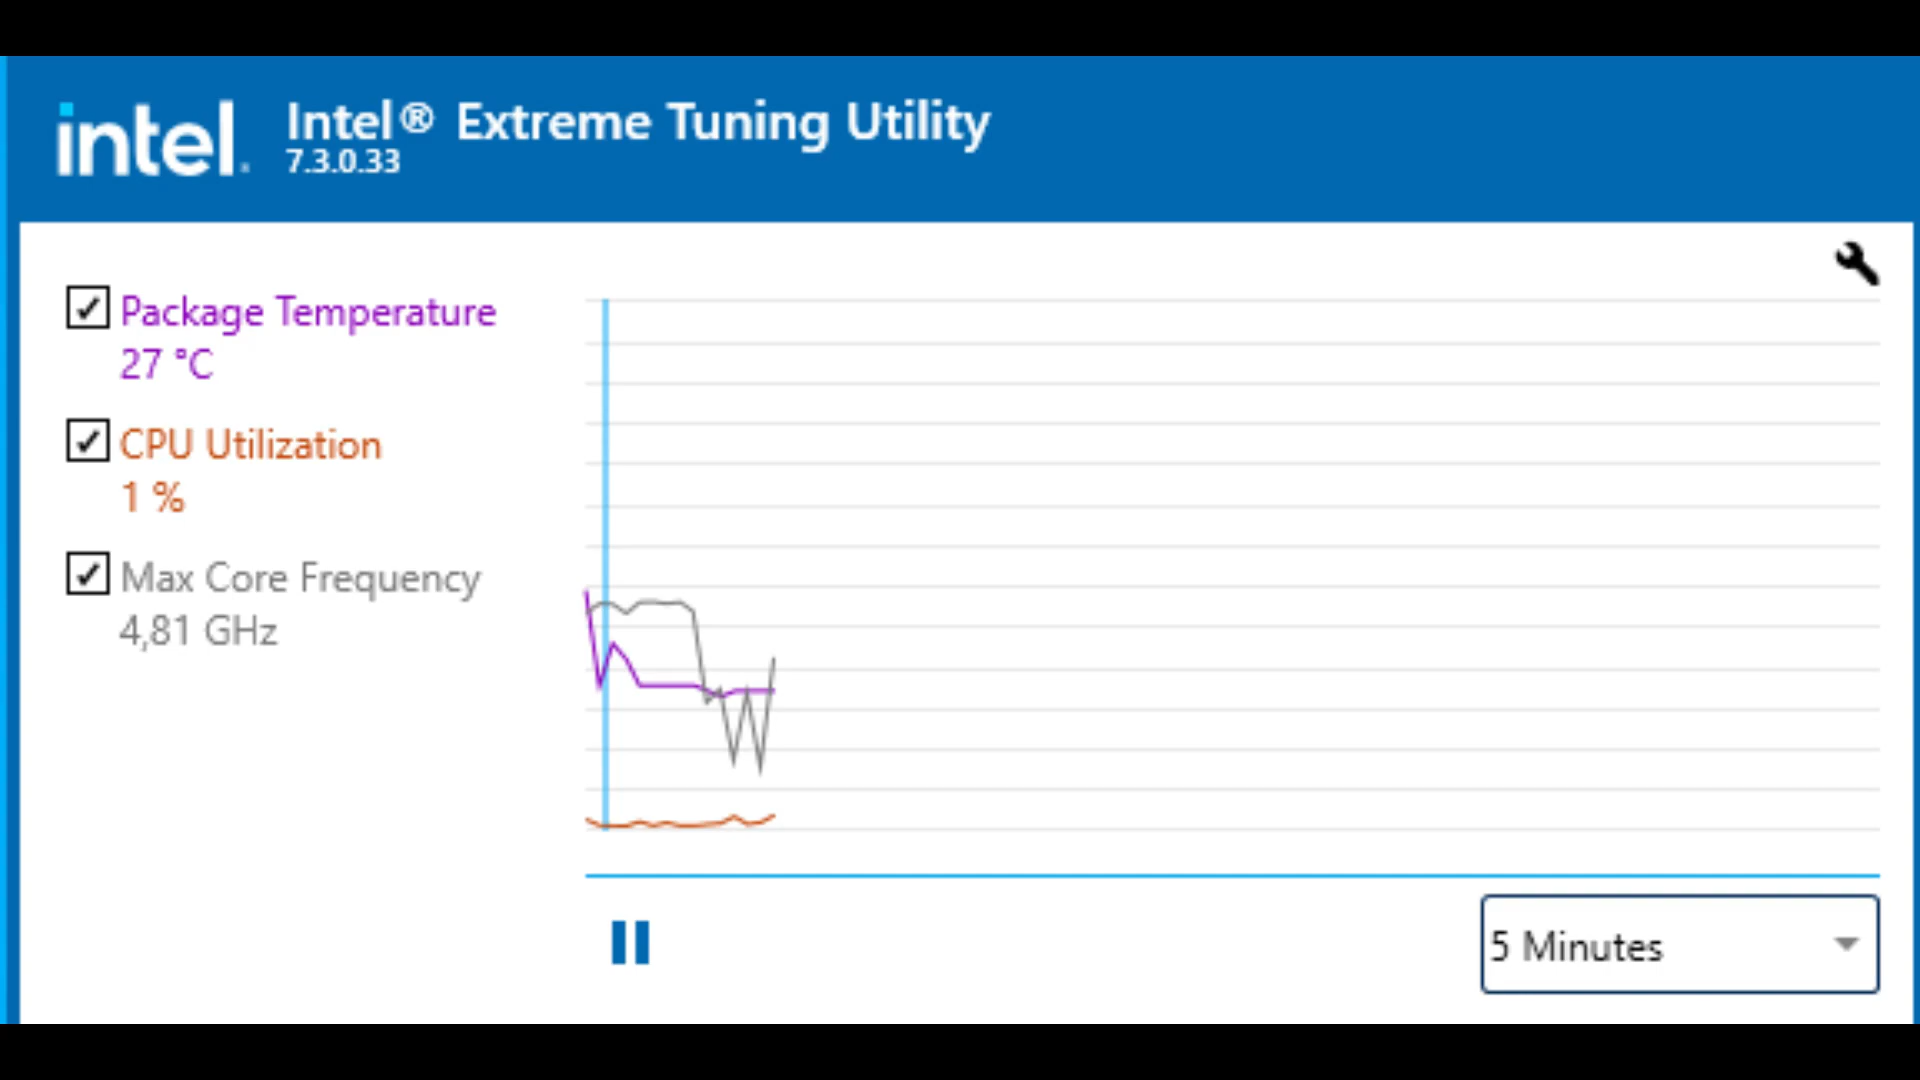 intel.
Intel® Extreme Tuning Utility
7.3.0.33
Package Temperature
27 °C
CPU Utilization
1 %
Max Core Frequency
4,81 GHz
5 Minutes